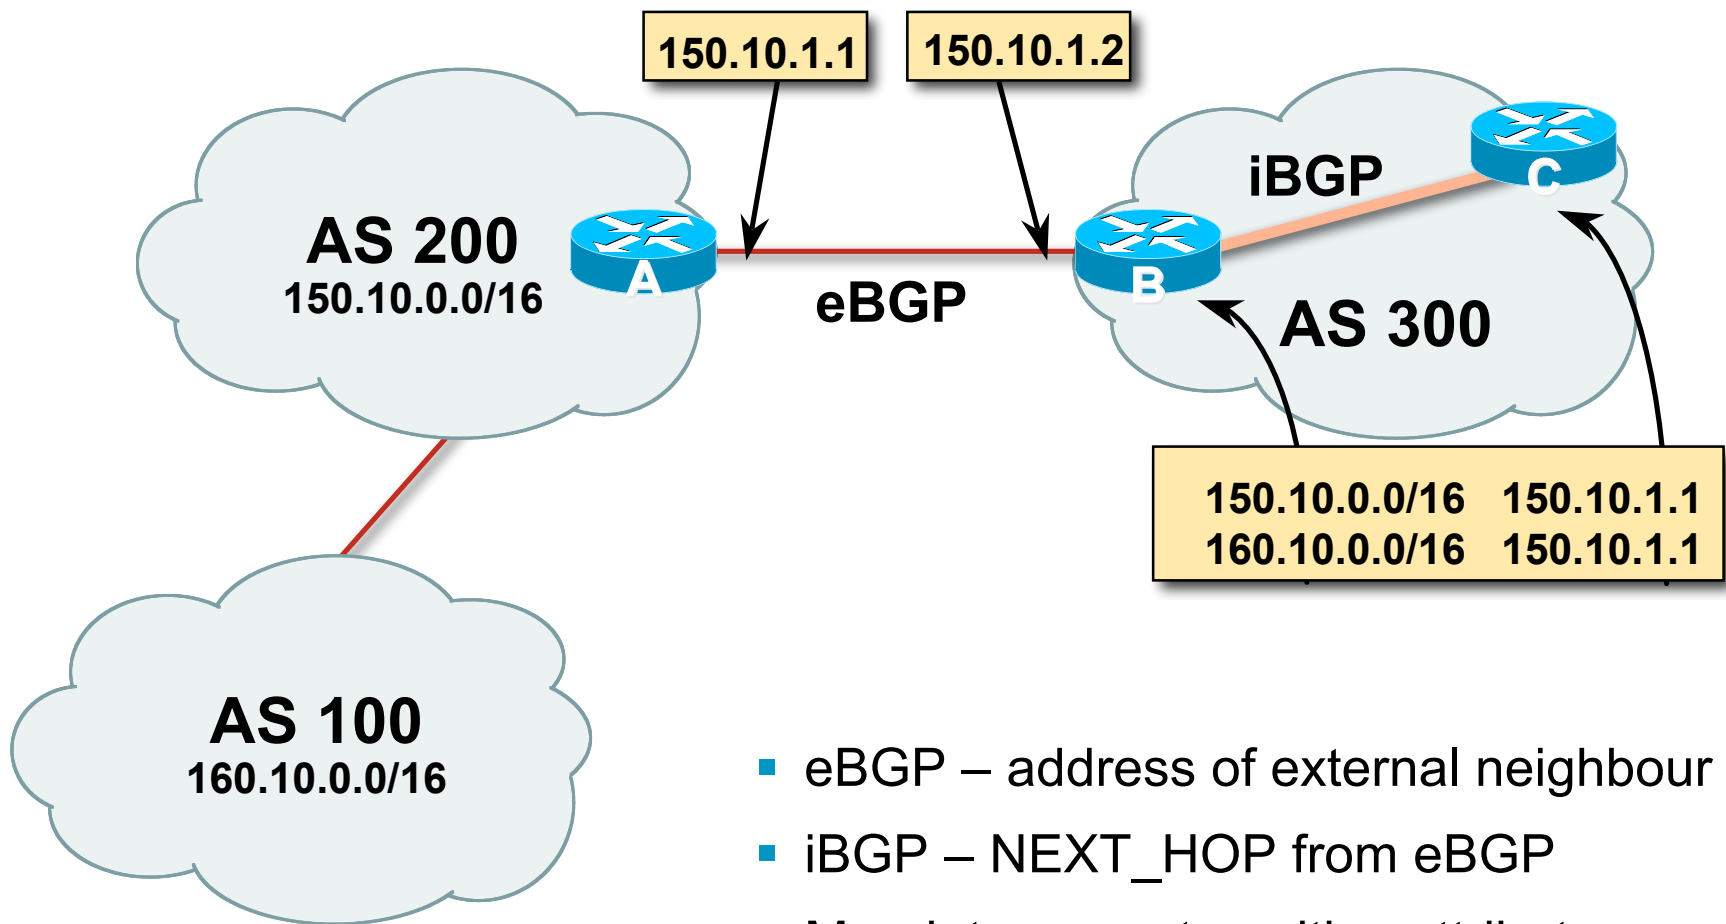 150.10.1.1
150.10.1.2
iBGP
C
AS 200
150.10.0.0/16
A
B
eBGP
AS 300
150.10.0.0/16 150.10.1.1
160.10.0.0/16 150.10.1.1
AS 100
160.10.0.0/16
▪ eBGP – address of external neighbour
▪ iBGP – NEXT_HOP from eBGP